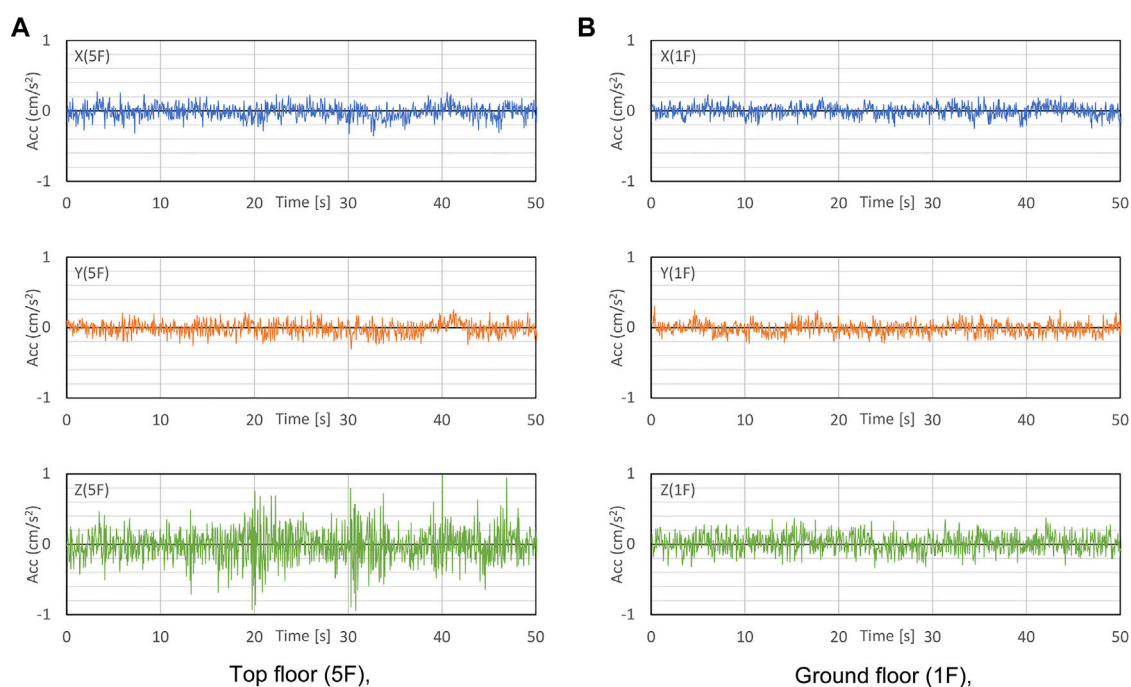 A
B
1
X(5F)
Acc (cm/s²)
0
-1
0 10 20 Time [s] 30 40 50
1
X(1F)
Acc (cm/s²)
0
-1
0 10 20 Time [s] 30 40 50
1
Y(5F)
Acc (cm/s²)
0
-1
0 10 20 Time [s] 30 40 50
1
Y(1F)
Acc (cm/s²)
0
-1
0 10 20 Time [s] 30 40 50
1
Z(5F)
Acc (cm/s²)
0
-1
0 10 20 Time [s] 30 40 50
1
Z(1F)
Acc (cm/s²)
0
-1
0 10 20 Time [s] 30 40 50
Top floor (5F),
Ground floor (1F),